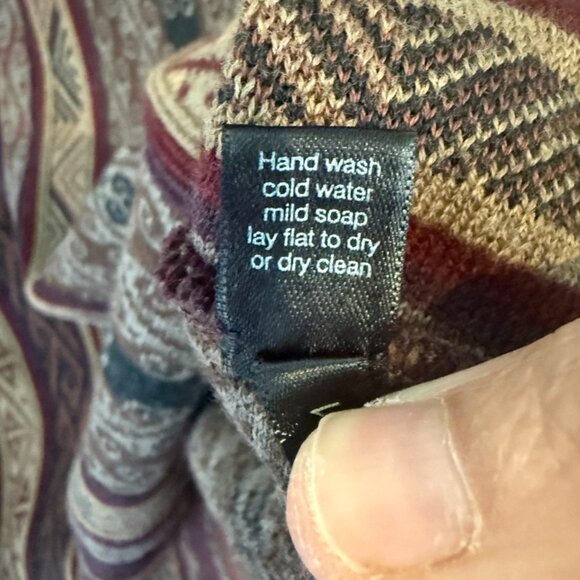 Hand wash
cold water
mild soap
lay flat to dry
or dry clean